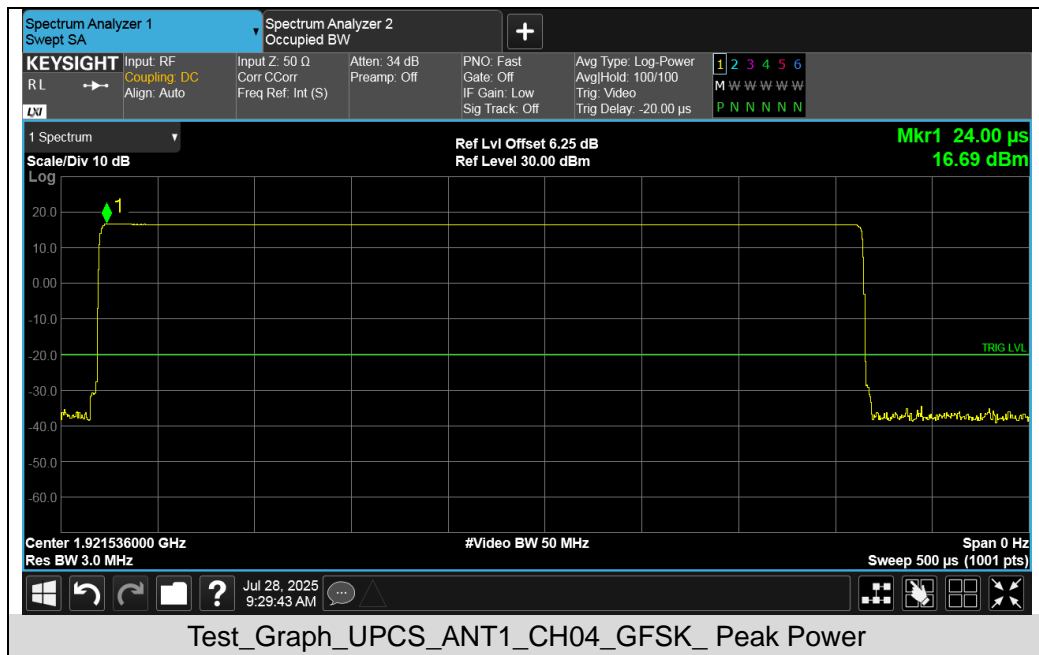 Spectrum Analyzer 1
Swept SA
Spectrum Analyzer 2
Occupied BW
KEYSIGHT
RL
LXI
Input: RF
Coupling: DC
Align: Auto
Input Z: 50 Ω
Corr CCorr
Freq Ref: Int (S)
Atten: 34 dB
Preamp: Off
PNO: Fast
Gate: Off
IF Gain: Low
Sig Track: Off
Avg Type: Log-Power
Avg|Hold: 100/100
Trig: Video
Trig Delay: -20.00 µs
1 2 3 4 5 6
M W W W W W
P N N N N N
1 Spectrum
Scale/Div 10 dB
Ref Lvl Offset 6.25 dB
Ref Level 30.00 dBm
Mkr1 24.00 µs
16.69 dBm
Log
1
20.0
10.0
0.00
-10.0
-20.0
TRIG LVL
-30.0
-40.0
-50.0
-60.0
Center 1.921536000 GHz
#Video BW 50 MHz
Span 0 Hz
Res BW 3.0 MHz
Sweep 500 µs (1001 pts)
?
Jul 28, 2025
9:29:43 AM
Test_Graph_UPCS_ANT1_CH04_GFSK_ Peak Power